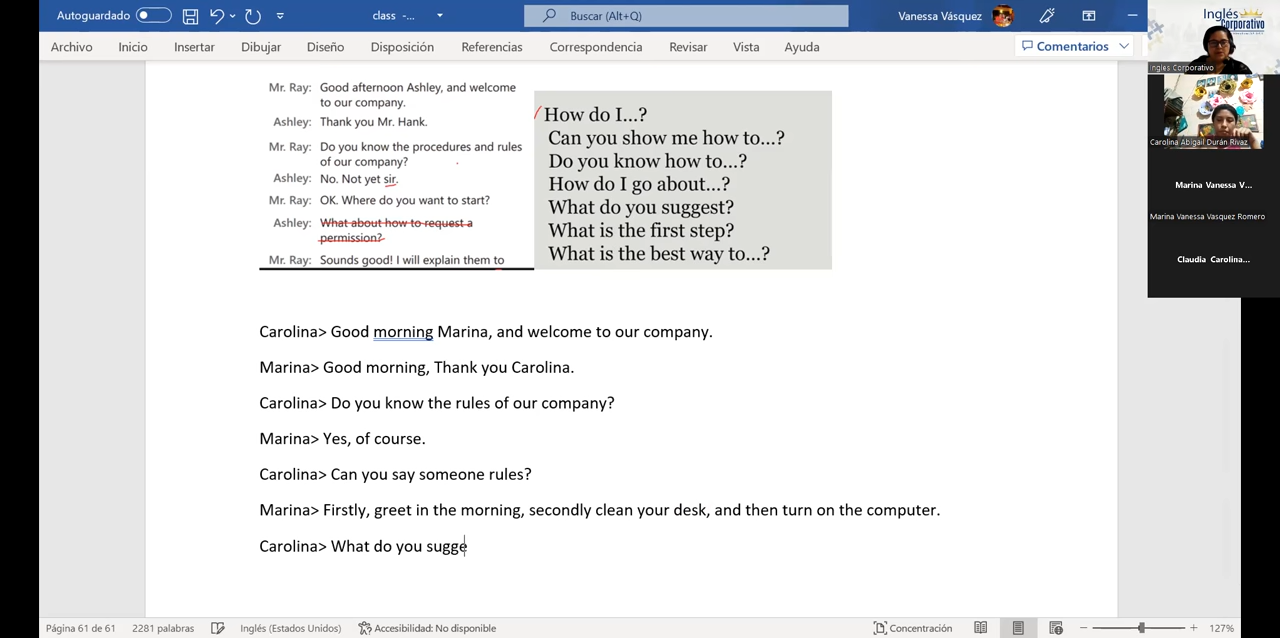 Autoguardado
class -...
Buscar (Alt+Q)
Vanessa Vásquez
Archivo Inicio Insertar Dibujar Diseño Disposición Referencias Correspondencia Revisar Vista Ayuda
Comentarios
Inglés
Corporativo
Ingles Corporativo
Carolina Abigail Durán Rivaz
Marina Vanessa V...
Marina Vanessa Vasquez Romero
Claudia Carolina...
Mr. Ray: Good afternoon Ashley, and welcome
to our company.
Ashley: Thank you Mr. Hank.
Mr. Ray: Do you know the procedures and rules
of our company?
Ashley: No. Not yet sir.
Mr. Ray: OK. Where do you want to start?
Ashley: What about how to request a
permission?
Mr. Ray: Sounds good! I will explain them to
How do I...?
Can you show me how to...?
Do you know how to...?
How do I go about...?
What do you suggest?
What is the first step?
What is the best way to...?
Carolina> Good morning Marina, and welcome to our company.
Marina> Good morning, Thank you Carolina.
Carolina> Do you know the rules of our company?
Marina> Yes, of course.
Carolina> Can you say someone rules?
Marina> Firstly, greet in the morning, secondly clean your desk, and then turn on the computer.
Carolina> What do you sugge
Página 61 de 61 2281 palabras Inglés (Estados Unidos) Accesibilidad: No disponible
Concentración
127%